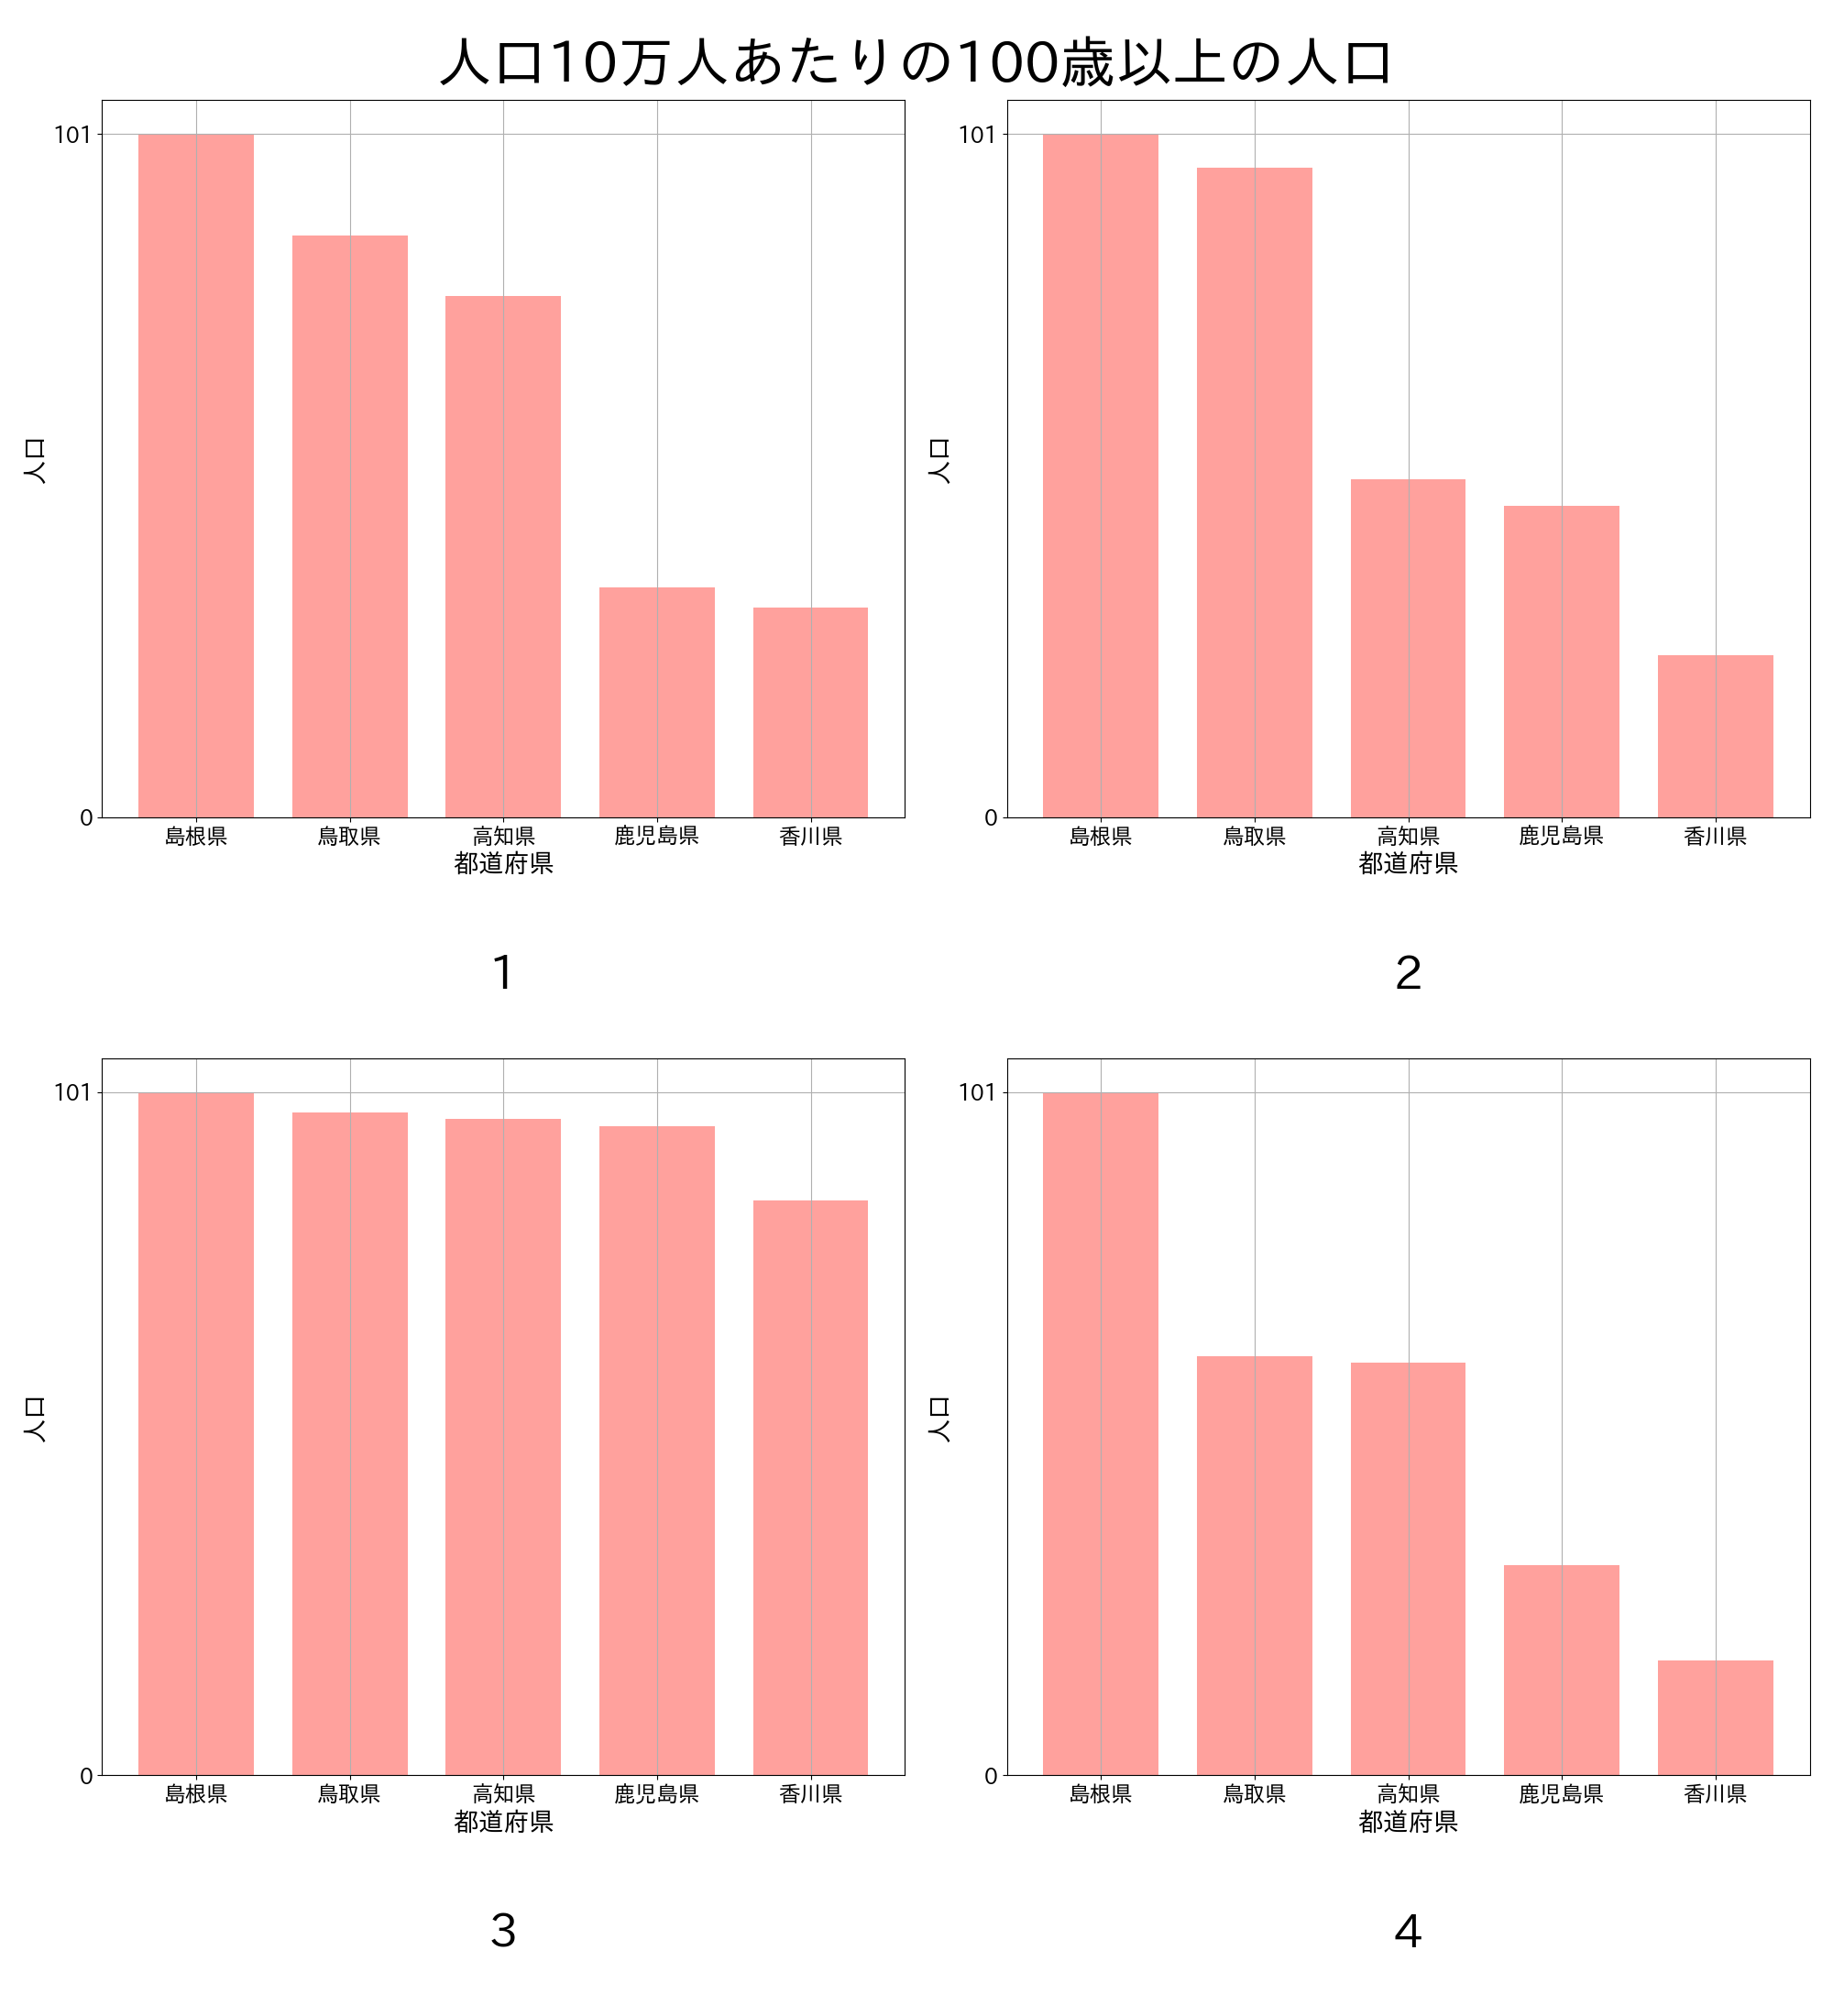 人口10万人あたりの100歳以上の人口
101
0
人口
島根県 鳥取県 高知県 鹿児島県 香川県
都道府県
1
101
0
人口
島根県 鳥取県 高知県 鹿児島県 香川県
都道府県
2
101
0
人口
島根県 鳥取県 高知県 鹿児島県 香川県
都道府県
3
101
0
人口
島根県 鳥取県 高知県 鹿児島県 香川県
都道府県
4